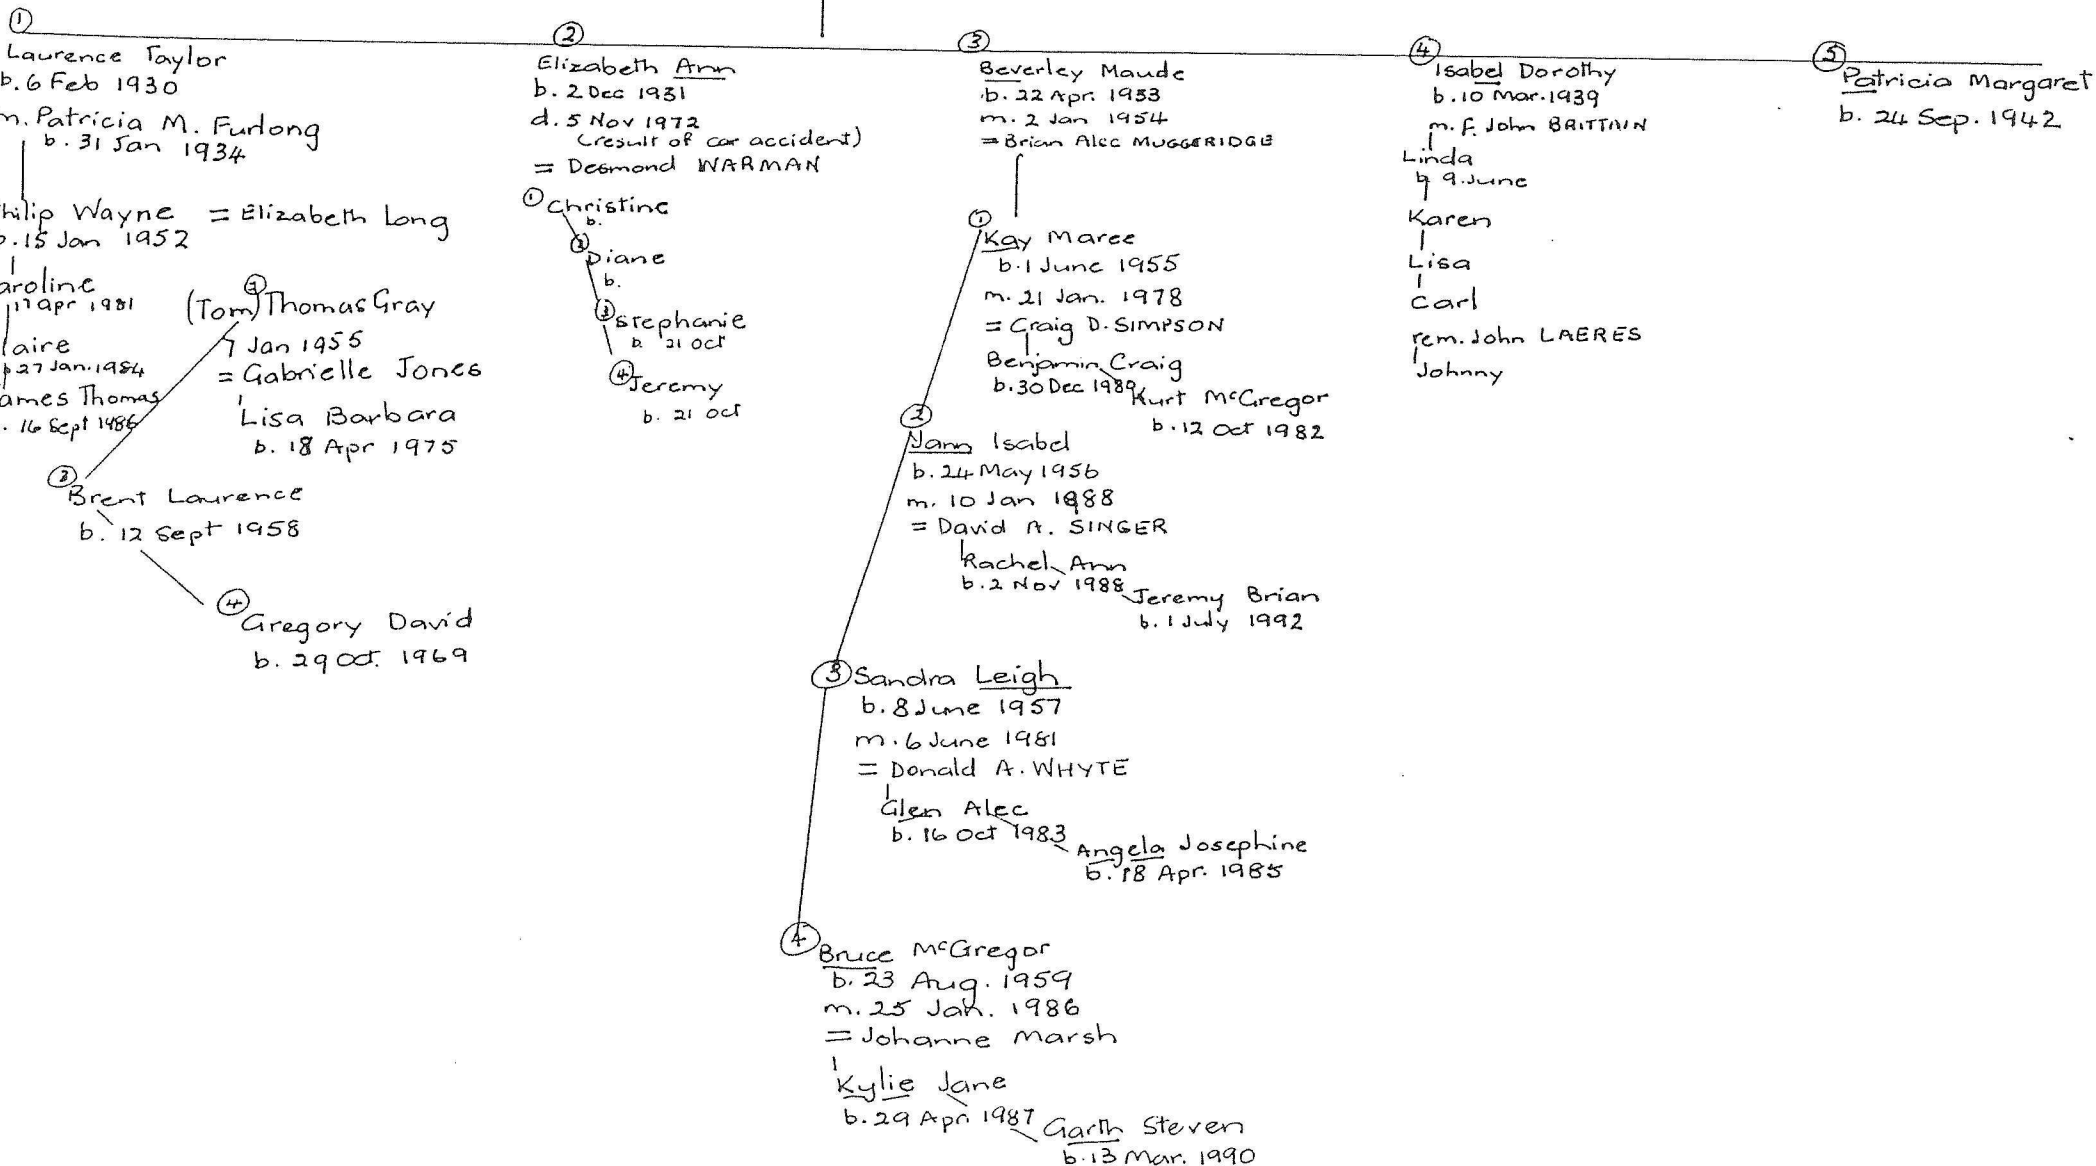 ①
Laurence Taylor
b. 6 Feb 1930
m. Patricia M. Furlong
b. 31 Jan 1934
hilip Wayne = Elizabeth Long
b. 15 Jan 1952
aroline
17 apr 1981
laire
27 Jan. 1984
ames Thomas
. 16 Sept 1986
②
(Tom) Thomas Gray
7 Jan 1955
= Gabrielle Jones
Lisa Barbara
b. 18 Apr 1975
③
Brent Laurence
b. 12 Sept 1958
④
Gregory David
b. 29 Oct. 1969
②
Elizabeth Ann
b. 2 Dec 1931
d. 5 Nov 1972
(result of car accident)
= Desmond WARMAN
① Christine
b.
②
Diane
b.
③
Stephanie
b. 21 Oct
④
Jeremy
b. 21 Oct
③
Beverley Maude
b. 22 Apr. 1933
m. 2 Jan 1954
= Brian Alec MUGGERIDGE
①
Kay Maree
b. 1 June 1955
m. 21 Jan. 1978
= Craig D. SIMPSON
Benjamin Craig
b. 30 Dec 1980
Kurt McGregor
b. 12 Oct 1982
②
Jann Isabel
b. 24 May 1956
m. 10 Jan 1988
= David A. SINGER
Rachel Ann
b. 2 Nov 1988
Jeremy Brian
b. 1 July 1992
③ Sandra Leigh
b. 8 June 1957
m. 6 June 1981
= Donald A. WHYTE
Glen Alec
b. 16 Oct 1983
Angela Josephine
b. 18 Apr. 1985
④
Bruce McGregor
b. 23 Aug. 1959
m. 25 Jan. 1986
= Johanne Marsh
Kylie Jane
b. 29 Apr 1987
Garth Steven
b. 13 Mar. 1990
④
Isabel Dorothy
b. 10 Mar. 1939
m. F. John BRITTAIN
Linda
b 9. June
Karen
Lisa
Carl
rem. John LAERES
Johnny
⑤
Patricia Margaret
b. 24 Sep. 1942